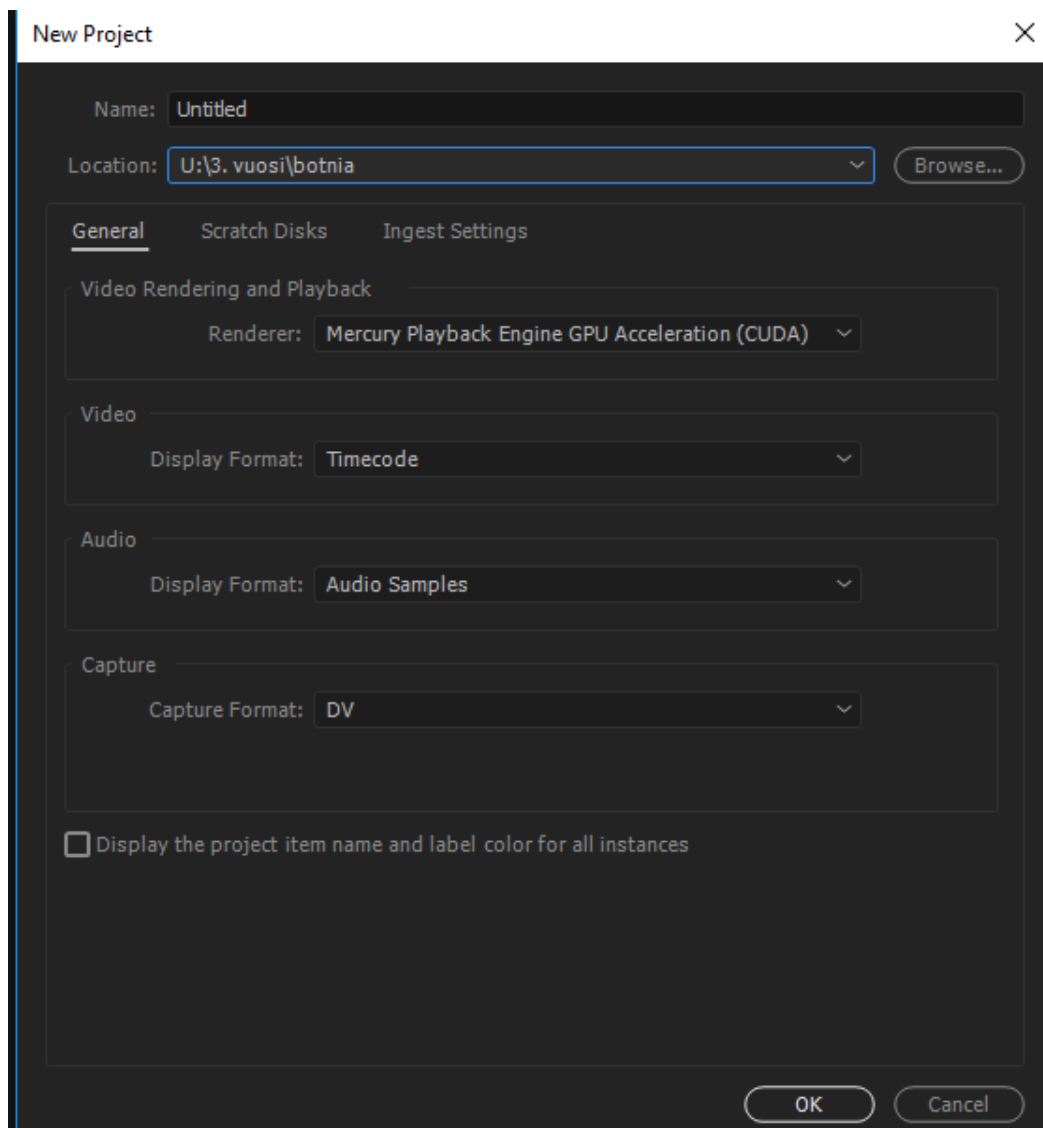 New Project
Name: Untitled
Location: U:\3. vuosi\botnia Browse...
General Scratch Disks Ingest Settings
Video Rendering and Playback
Renderer: Mercury Playback Engine GPU Acceleration (CUDA)
Video
Display Format: Timecode
Audio
Display Format: Audio Samples
Capture
Capture Format: DV
Display the project item name and label color for all instances
OK Cancel